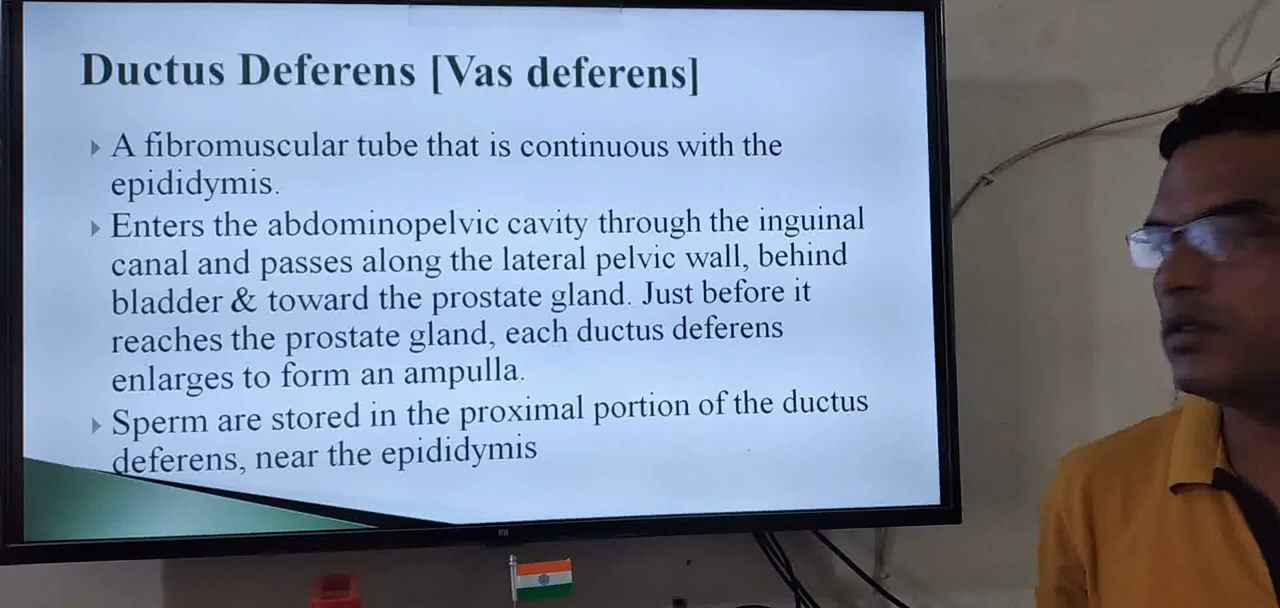 Ductus Deferens [Vas deferens]
A fibromuscular tube that is continuous with the
epididymis.
Enters the abdominopelvic cavity through the inguinal
canal and passes along the lateral pelvic wall, behind
bladder & toward the prostate gland. Just before it
reaches the prostate gland, each ductus deferens
enlarges to form an ampulla.
Sperm are stored in the proximal portion of the ductus
deferens, near the epididymis
mi